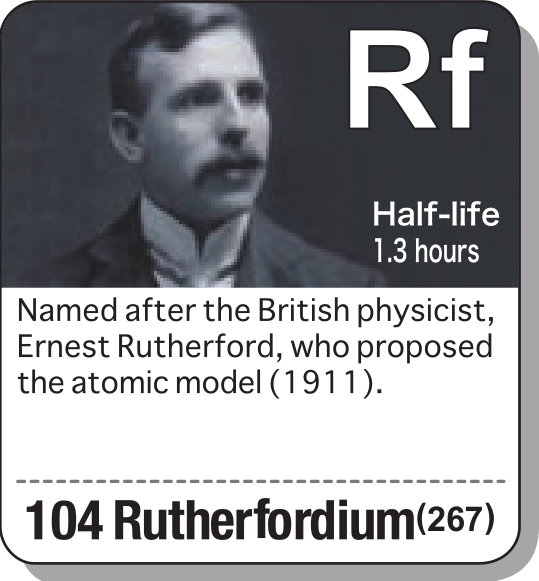 Rf
Half-life
1.3 hours
Named after the British physicist,
Ernest Rutherford, who proposed
the atomic model (1911).
104 Rutherfordium(267)